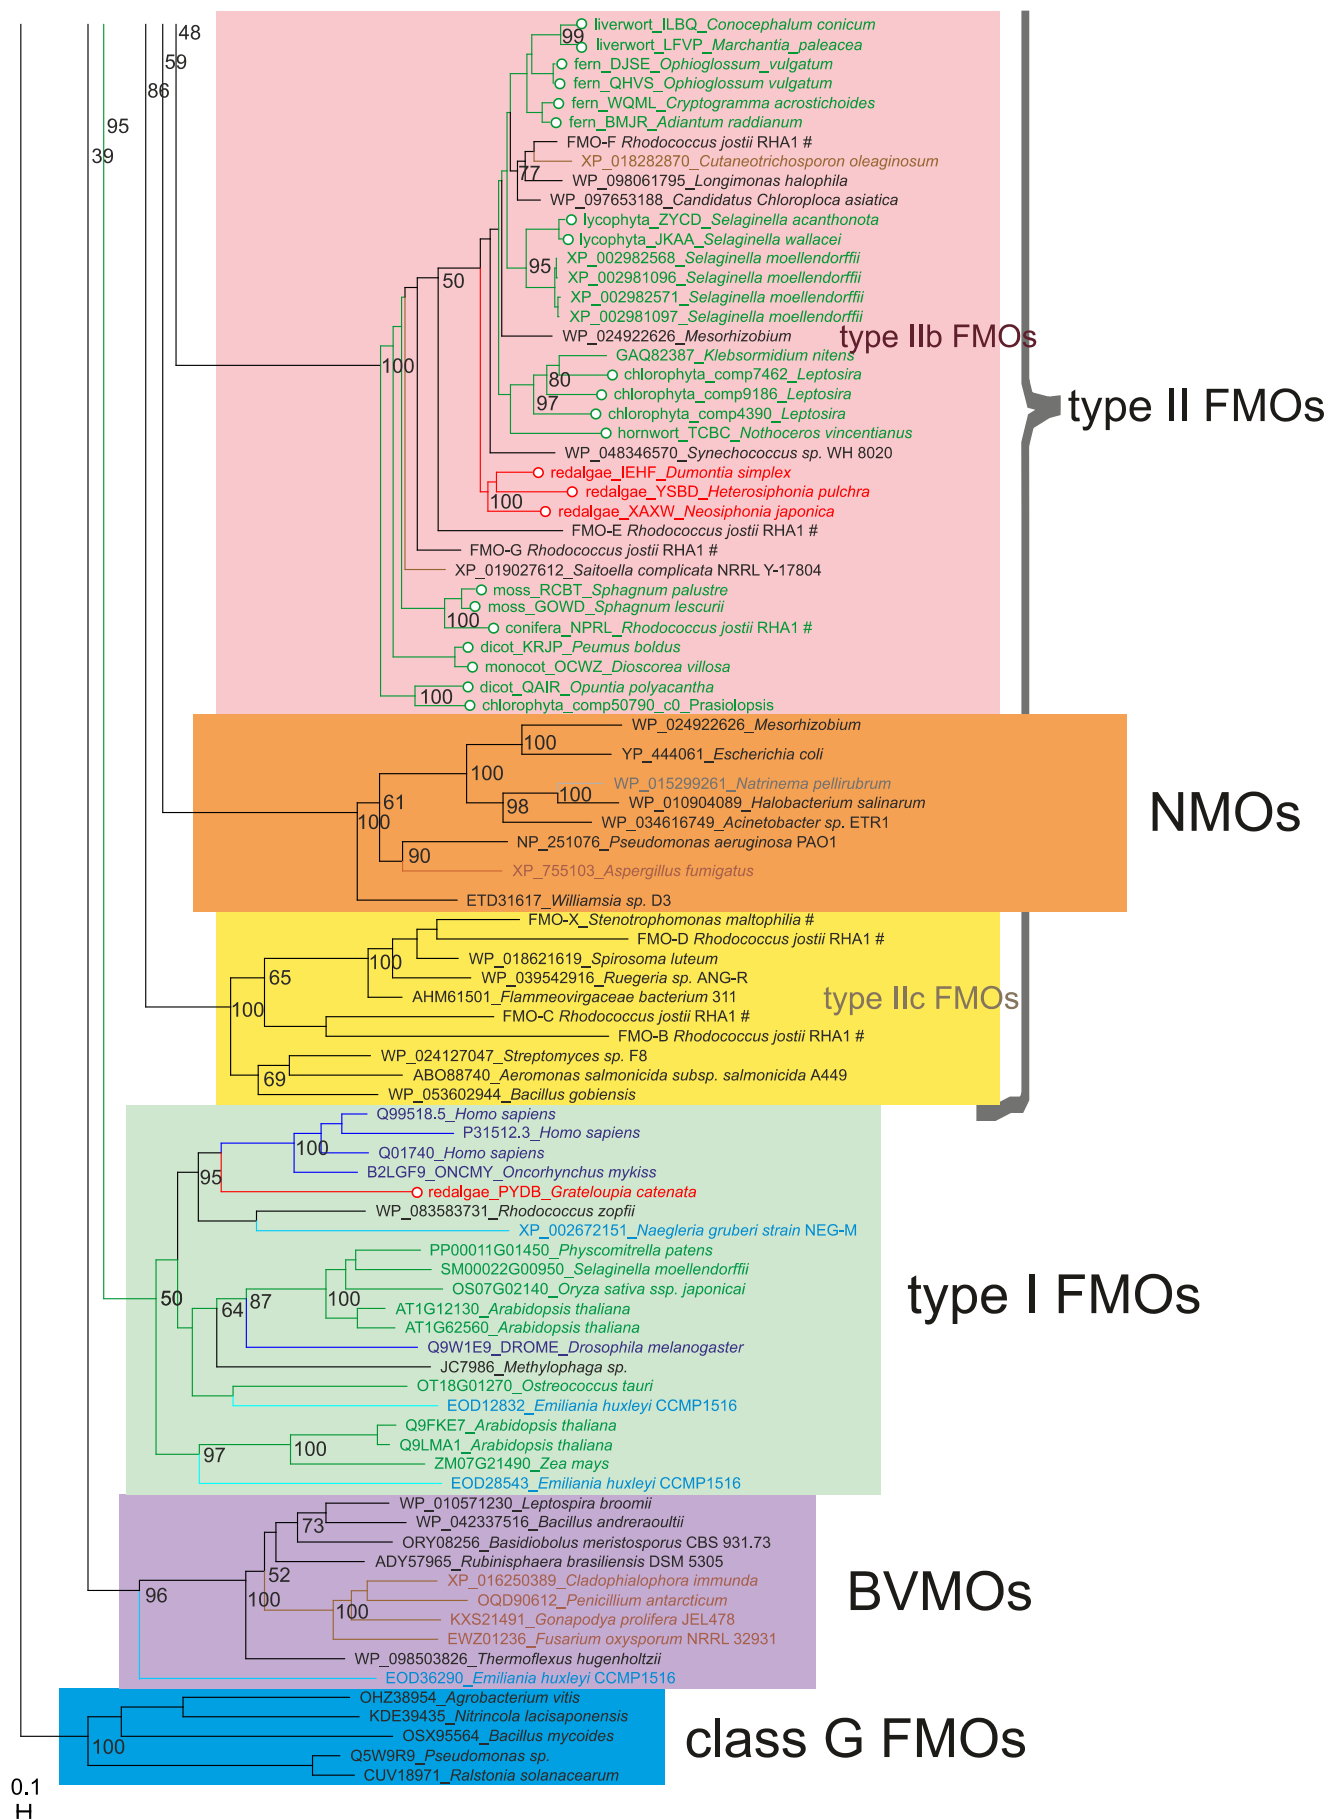 48
59
86
95
39
liverwort_ILBQ_Conocephalum conicum
99
liverwort_LFVP_Marchantia_paleacea
fern_DJSE_Ophioglossum_vulgatum
fern_QHVS_Ophioglossum vulgatum
fern_WQML_Cryptogramma acrostichoides
fern_BMJR_Adiantum raddianum
FMO-F Rhodococcus jostii RHA1 #
XP_018282870_Cutaneotrichosporon oleaginosum
77
WP_098061795_Longimonas halophila
WP_097653188_Candidatus Chloroploca asiatica
lycophyta_ZYCD_Selaginella acanthonota
lycophyta_JKAA_Selaginella wallacei
XP_002982568_Selaginella moellendorffii
95
XP_002981096_Selaginella moellendorffii
50
XP_002982571_Selaginella moellendorffii
XP_002981097_Selaginella moellendorffii
WP_024922626_Mesorhizobium
type IIb FMOs
GAQ82387_Klebsormidium nitens
100
chlorophyta_comp7462_Leptosira
80
chlorophyta_comp9186_Leptosira
97
chlorophyta_comp4390_Leptosira
type II FMOs
hornwort_TCBC_Nothoceros vincentianus
WP_048346570_Synechococcus sp. WH 8020
redalgae_IEHF_Dumontia simplex
redalgae_YSBD_Heterosiphonia pulchra
100
redalgae_XAXW_Neosiphonia japonica
FMO-E Rhodococcus jostii RHA1 #
FMO-G Rhodococcus jostii RHA1 #
XP_019027612_Saitoella complicata NRRL Y-17804
moss_RCBT_Sphagnum palustre
moss_GOWD_Sphagnum lescurii
100
conifera_NPRL_Rhodococcus jostii RHA1 #
dicot_KRJP_Peumus boldus
monocot_OCWZ_Dioscorea villosa
dicot_QAIR_Opuntia polyacantha
100
chlorophyta_comp50790_c0_Prasiolopsis
WP_024922626_Mesorhizobium
100
YP_444061_Escherichia coli
100
WP_015299261_Natrinema pellirubrum
100
WP_010904089_Halobacterium salinarum
98
61
WP_034616749_Acinetobacter sp. ETR1
NMOs
100
NP_251076_Pseudomonas aeruginosa PAO1
90
XP_755103_Aspergillus fumigatus
ETD31617_Williamsia sp. D3
FMO-X_Stenotrophomonas maltophilia #
FMO-D Rhodococcus jostii RHA1 #
100
WP_018621619_Spirosoma luteum
65
WP_039542916_Ruegeria sp. ANG-R
AHM61501_Flammeovirgaceae bacterium 311
type IIc FMOs
100
FMO-C Rhodococcus jostii RHA1 #
FMO-B Rhodococcus jostii RHA1 #
WP_024127047_Streptomyces sp. F8
69
ABO88740_Aeromonas salmonicida subsp. salmonicida A449
WP_053602944_Bacillus gobiensis
Q99518.5_Homo sapiens
P31512.3_Homo sapiens
100
Q01740_Homo sapiens
B2LGF9_ONCMY_Oncorhynchus mykiss
95
redalgae_PYDB_Grateloupia catenata
WP_083583731_Rhodococcus zopfii
XP_002672151_Naegleria gruberi strain NEG-M
PP00011G01450_Physcomitrella patens
SM00022G00950_Selaginella moellendorffii
OS07G02140_Oryza sativa ssp. japonicai
50
64
87
100
AT1G12130_Arabidopsis thaliana
type I FMOs
AT1G62560_Arabidopsis thaliana
Q9W1E9_DROME_Drosophila melanogaster
JC7986_Methylophaga sp.
OT18G01270_Ostreococcus tauri
EOD12832_Emiliania huxleyi CCMP1516
Q9FKE7_Arabidopsis thaliana
97
100
Q9LMA1_Arabidopsis thaliana
ZM07G21490_Zea mays
EOD28543_Emiliania huxleyi CCMP1516
WP_010571230_Leptospira broomii
73
WP_042337516_Bacillus andreraoultii
ORY08256_Basidiobolus meristosporus CBS 931.73
ADY57965_Rubinisphaera brasiliensis DSM 5305
52
XP_016250389_Cladophialophora immunda
96
100
OQD90612_Penicillium antarcticum
BVMOs
100
KXS21491_Gonapodya prolifera JEL478
EWZ01236_Fusarium oxysporum NRRL 32931
WP_098503826_Thermoflexus hugenholtzii
EOD36290_Emiliania huxleyi CCMP1516
OHZ38954_Agrobacterium vitis
KDE39435_Nitrincola lacisaponensis
100
OSX95564_Bacillus mycoides
class G FMOs
Q5W9R9_Pseudomonas sp.
CUV18971_Ralstonia solanacearum
0.1